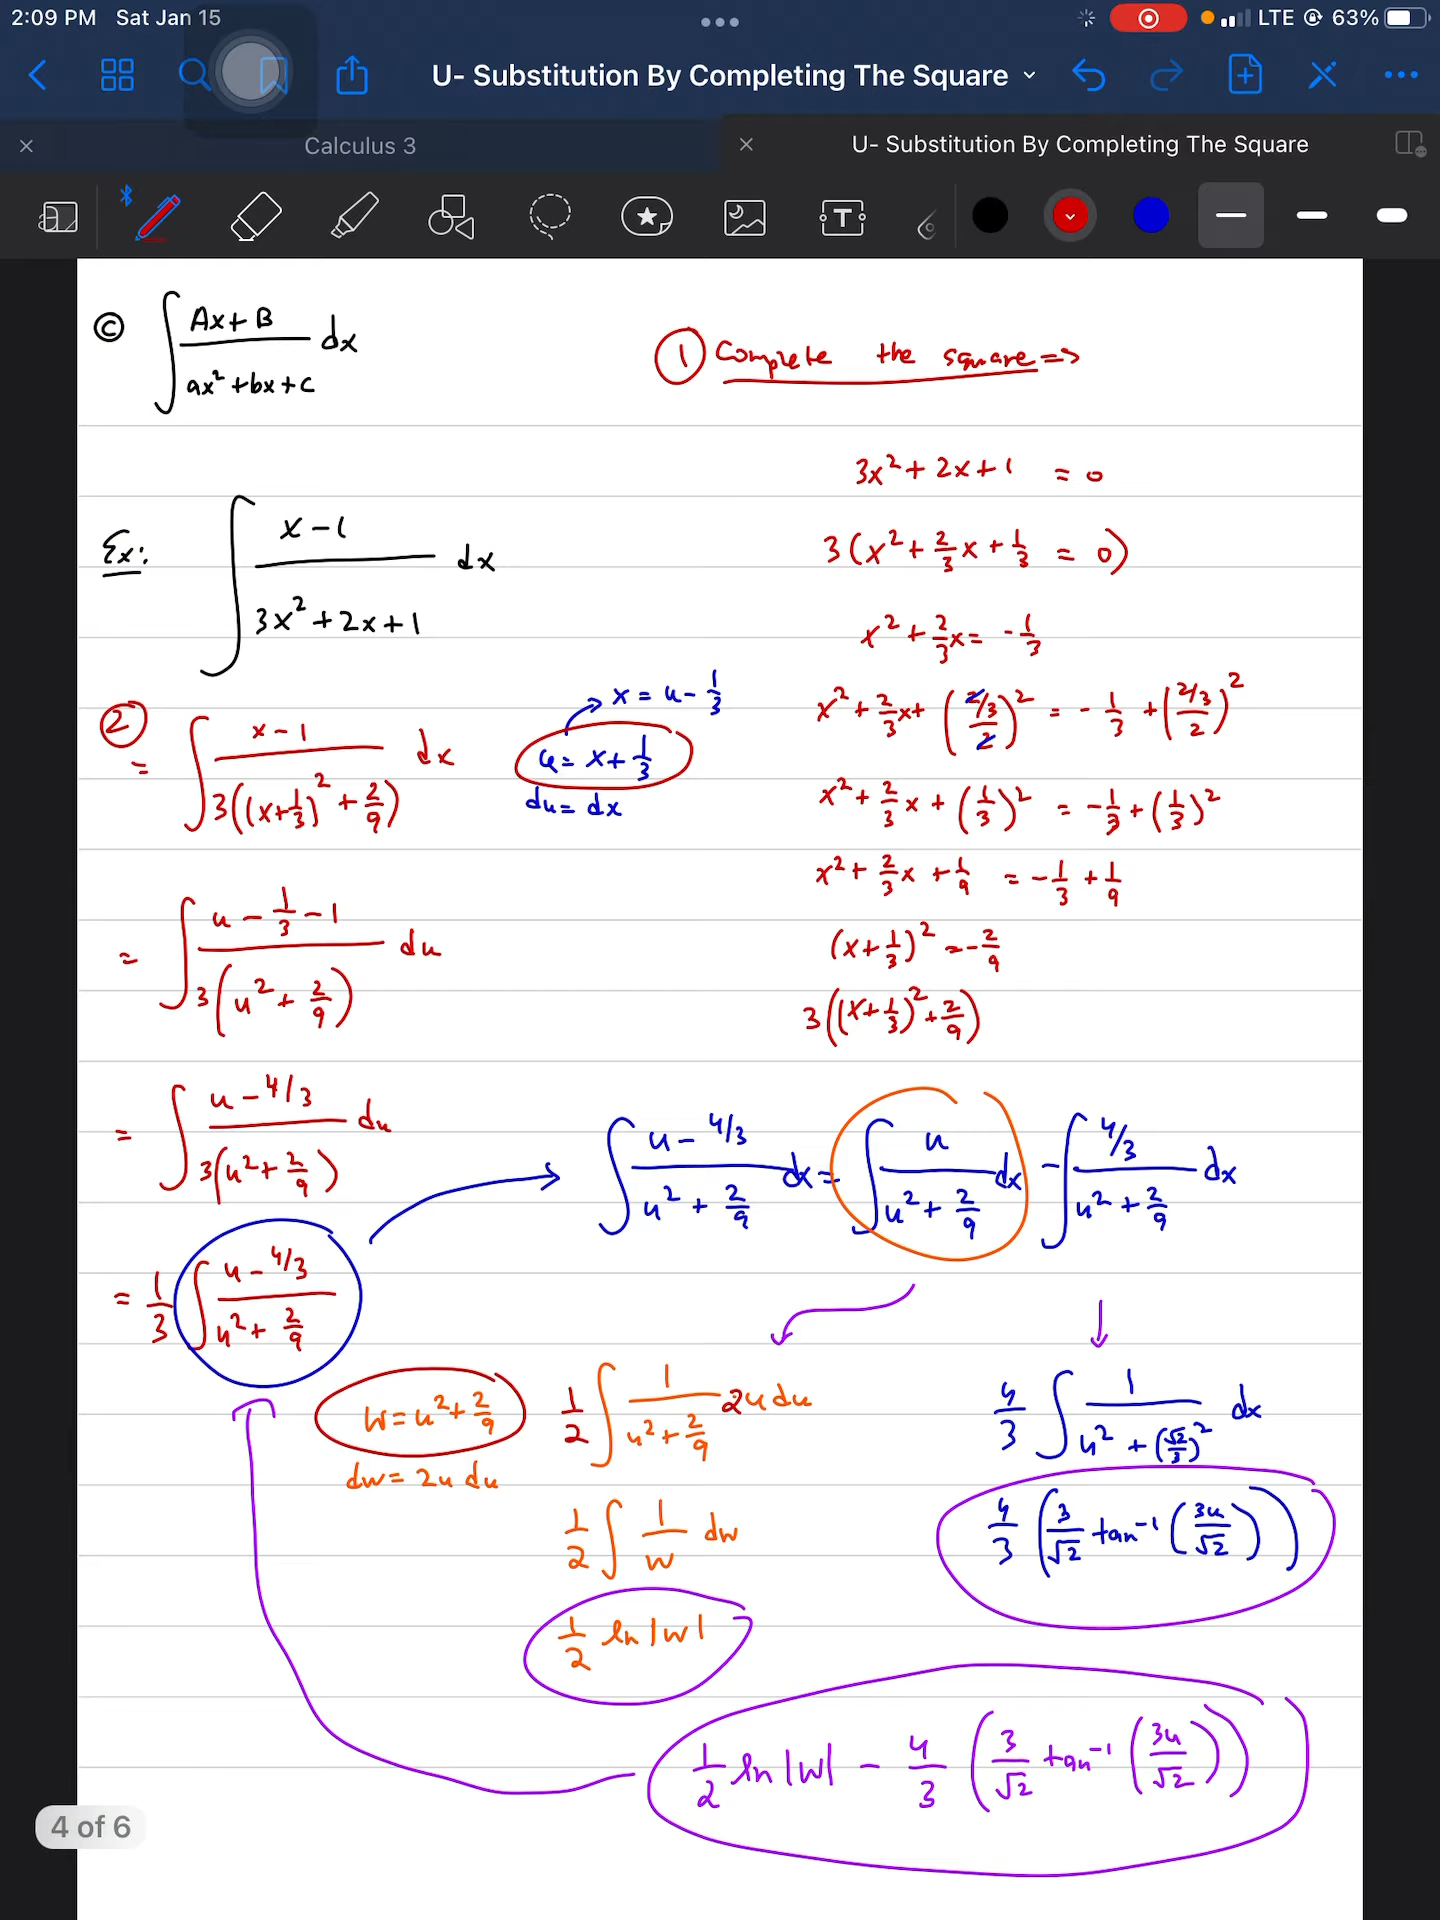 2:09 PM Sat Jan 15
LTE 63%
U- Substitution By Completing The Square
Calculus 3
U- Substitution By Completing The Square
T
© ∫ (Ax+B)/(ax²+bx+c) dx
① Complete the square =>
3x²+2x+1 = 0
Ex: ∫ (x-1)/(3x²+2x+1) dx
3(x²+2/3x+1/3 = 0)
x²+2/3x = -1/3
② = ∫ (x-1)/(3((x+1/3)²+2/9)) dx
x = u-1/3
u = x+1/3
du = dx
x²+2/3x+((2/3)/2)² = -1/3+((2/3)/2)²
x²+2/3x+(1/3)² = -1/3+(1/3)²
x²+2/3x+1/9 = -1/3+1/9
= ∫ (u-1/3-1)/(3(u²+2/9)) du
(x+1/3)² = -2/9
3((x+1/3)²+2/9)
= ∫ (u-4/3)/(3(u²+2/9)) du
∫ (u-4/3)/(u²+2/9) dx = ∫ u/(u²+2/9) dx - ∫ (4/3)/(u²+2/9) dx
= 1/3 ∫ (u-4/3)/(u²+2/9)
w = u²+2/9
dw = 2u du
1/2 ∫ 1/(u²+2/9) 2u du
1/2 ∫ 1/w dw
1/2 ln|w|
4/3 ∫ 1/(u²+(√2/3)²) dx
4/3 (3/√2 tan⁻¹(3u/√2))
1/2 ln|w| - 4/3 (3/√2 tan⁻¹(3u/√2))
4 of 6